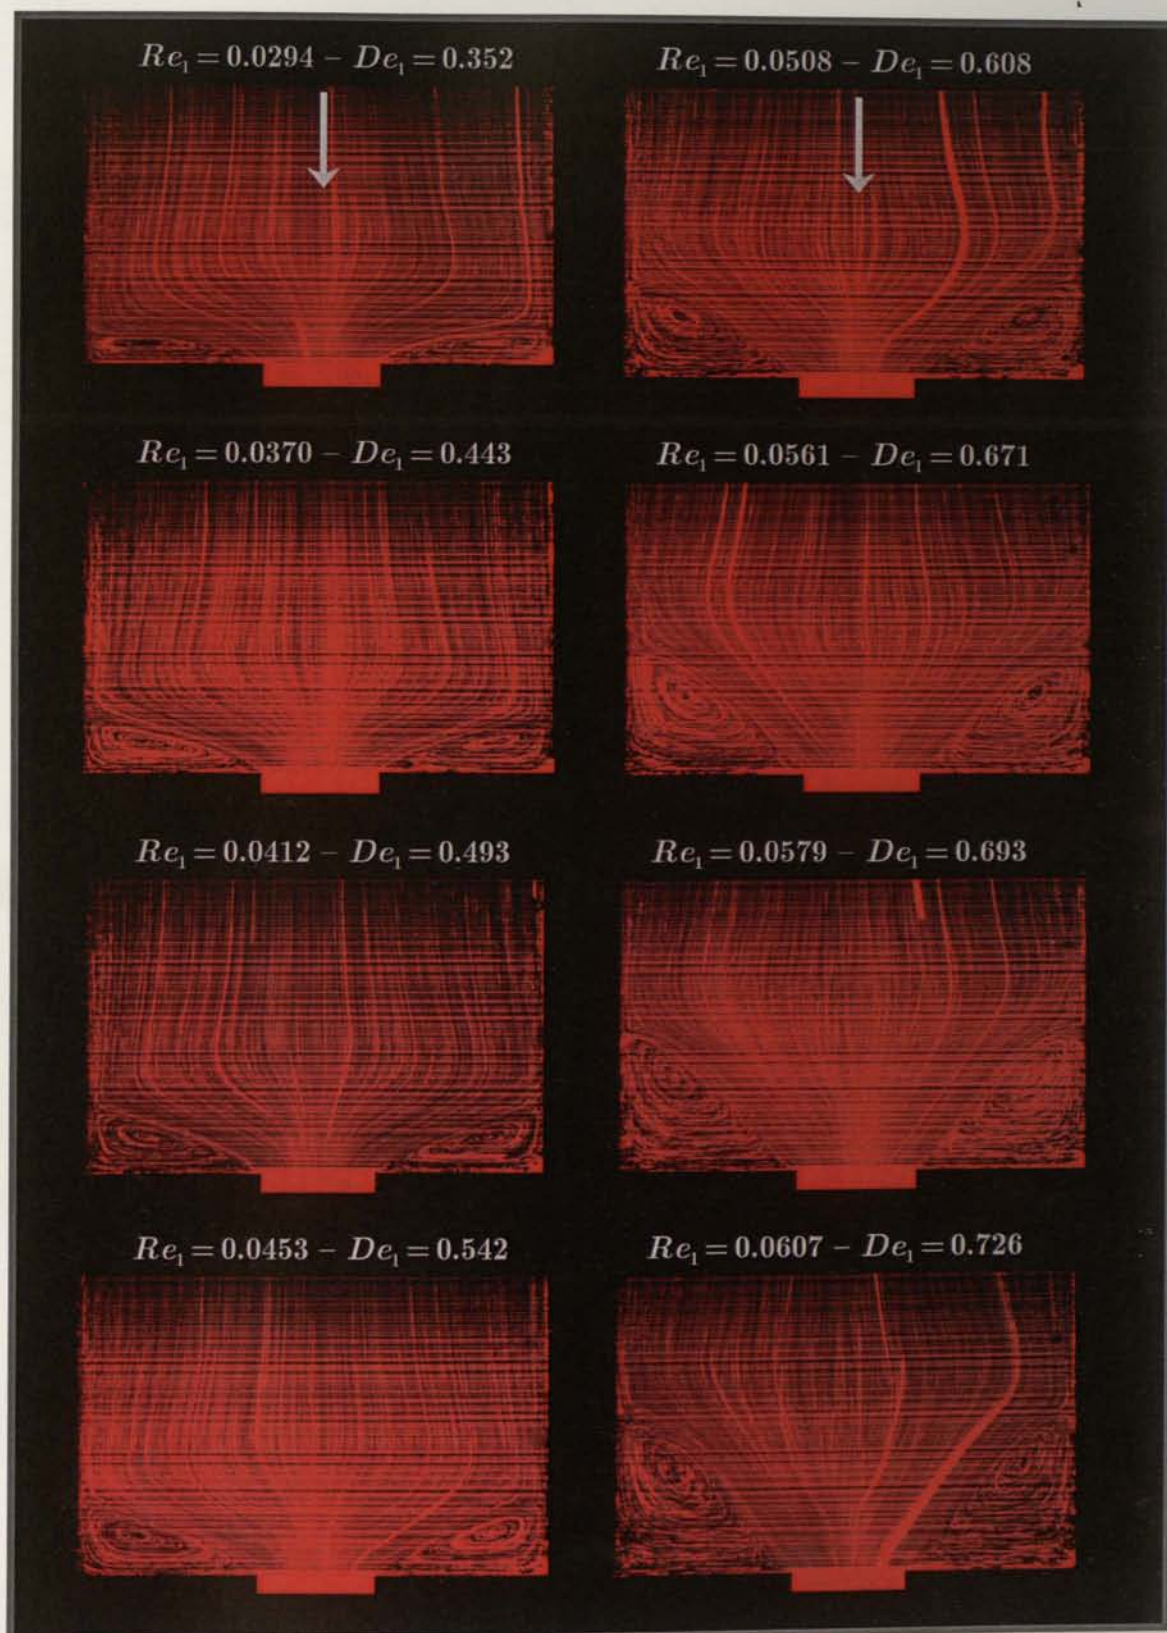 Re₁ = 0.0294 – De₁ = 0.352
Re₁ = 0.0508 – De₁ = 0.608
Re₁ = 0.0370 – De₁ = 0.443
Re₁ = 0.0561 – De₁ = 0.671
Re₁ = 0.0412 – De₁ = 0.493
Re₁ = 0.0579 – De₁ = 0.693
Re₁ = 0.0453 – De₁ = 0.542
Re₁ = 0.0607 – De₁ = 0.726